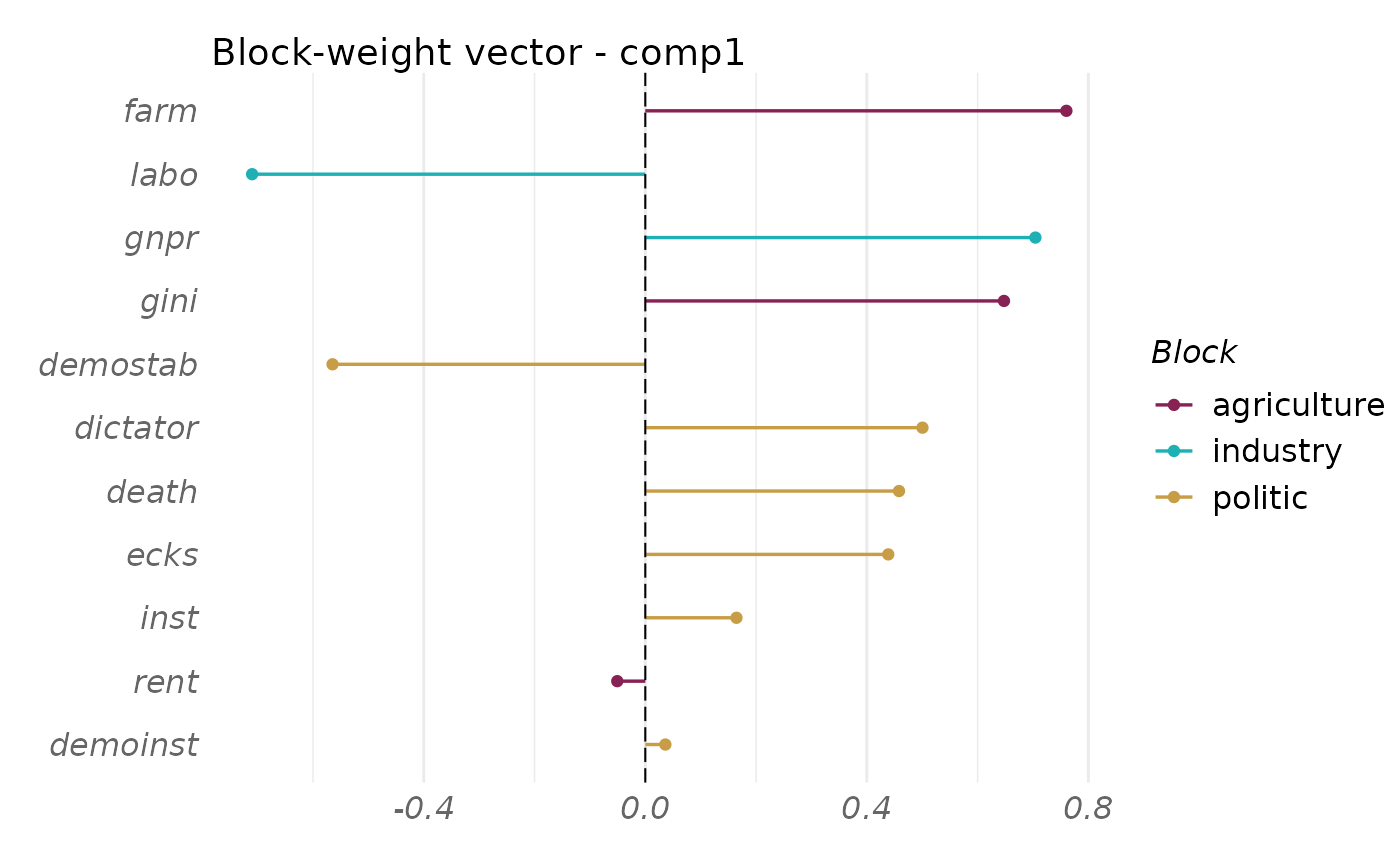 Block-weight vector - comp1
farm
labo
gnpr
gini
demostab
dictator
death
ecks
inst
rent
demoinst
-0.4 0.0 0.4 0.8
Block
agriculture
industry
politic